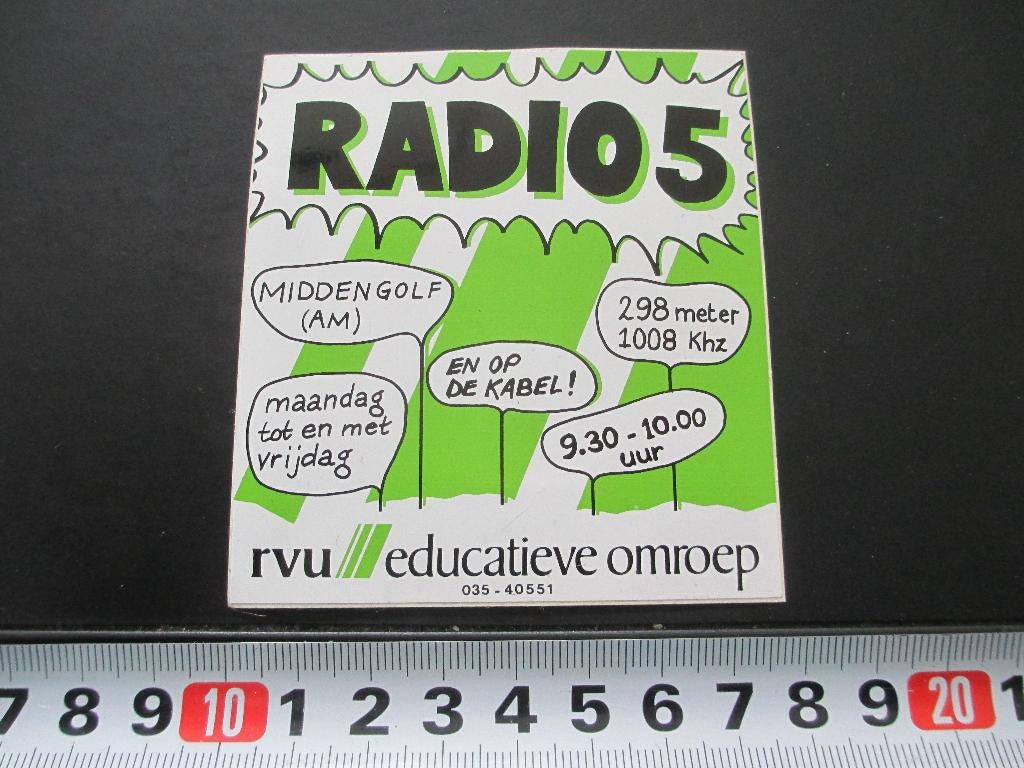 RADIO 5
MIDDENGOLF
(AM)
298 meter
1008 Khz
EN OP
DE KABEL!
maandag
tot en met
vrijdag
9.30 - 10.00
uur
rvu educatieve omroep
035 - 40551
7 8 9 10 1 2 3 4 5 6 7 8 9 20 1